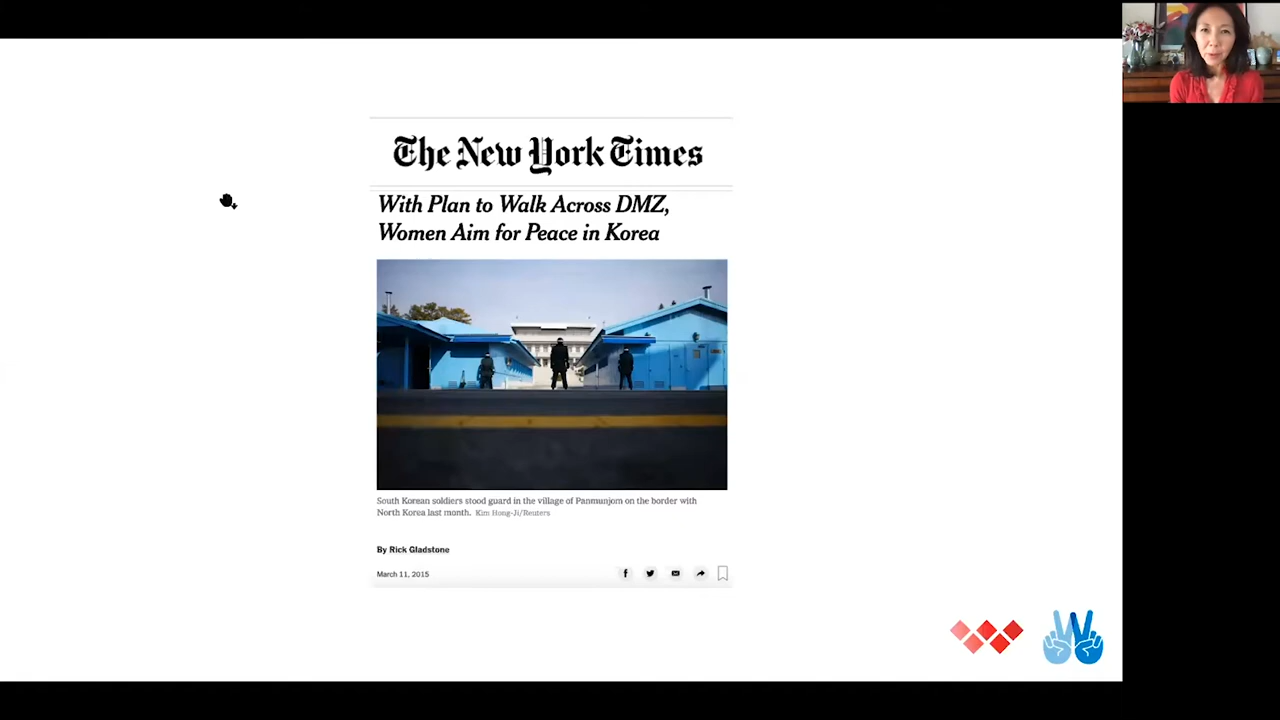 The New York Times
With Plan to Walk Across DMZ,
Women Aim for Peace in Korea
South Korean soldiers stood guard in the village of Panmunjom on the border with
North Korea last month. Kim Hong-Ji/Reuters
By Rick Gladstone
March 11, 2015